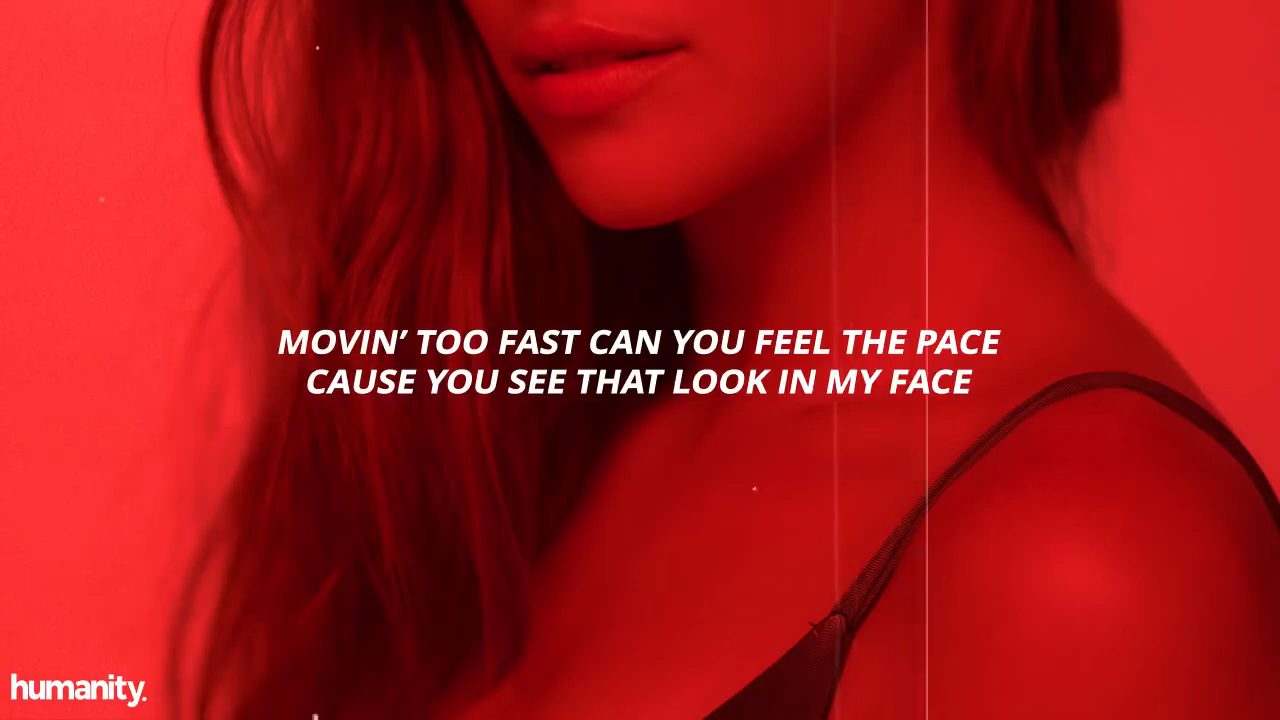 MOVIN’ TOO FAST CAN YOU FEEL THE PACE
CAUSE YOU SEE THAT LOOK IN MY FACE
humanity.